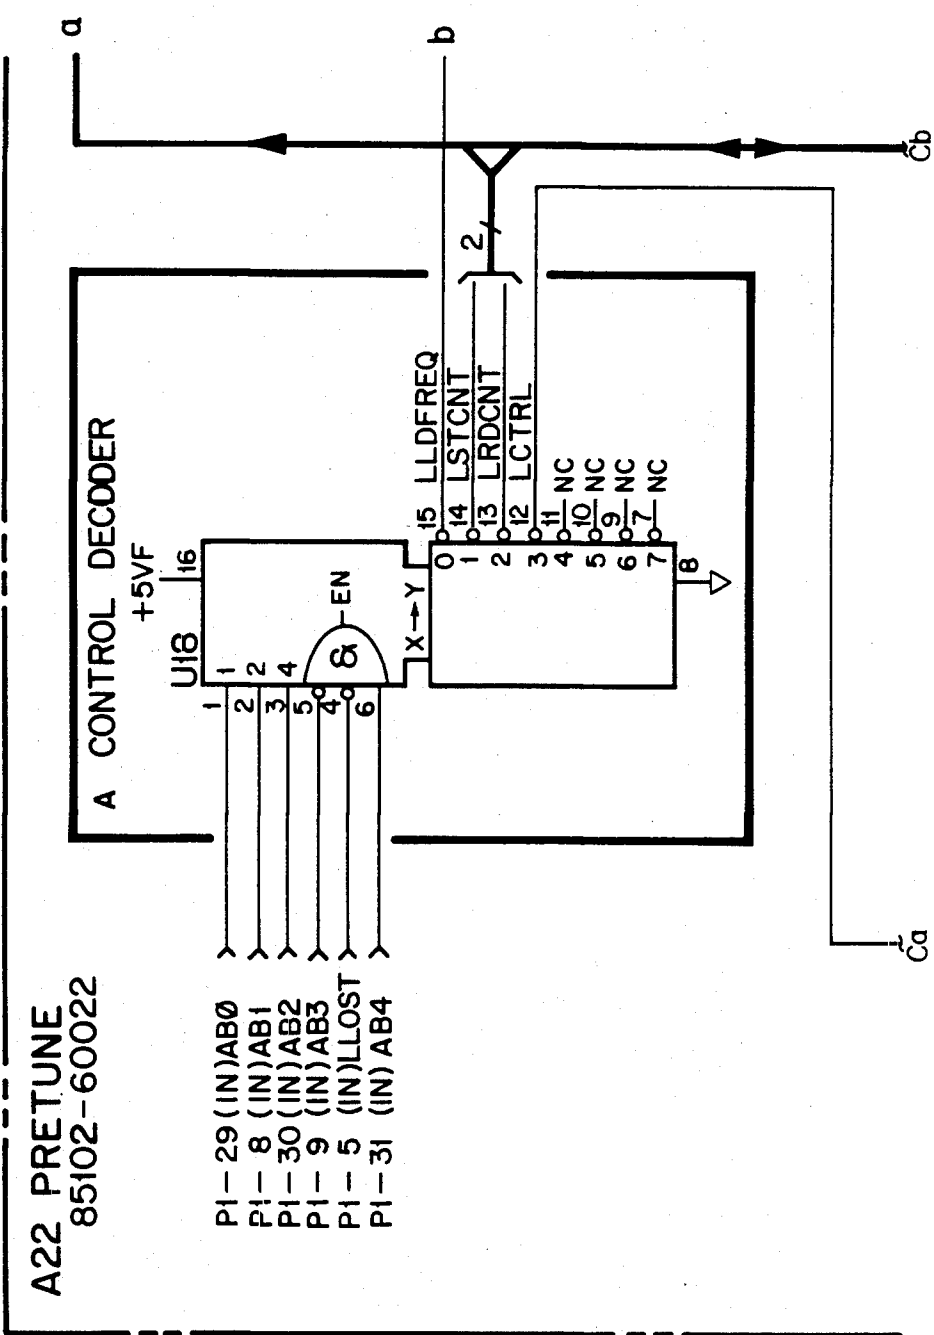 A22 PRETUNE
85102-60022
A CONTROL DECODER
+5VF
U18
16
P1-29 (IN)AB0
P1-8 (IN)AB1
P1-30 (IN)AB2
P1-9 (IN)AB3
P1-5 (IN)LLOST
P1-31 (IN)AB4
1 1
2 2
3 4
5
4
6
&
EN
X→Y
0 15 LLDFREQ
1 14 LSTCNT
2 13 LRDCNT
3 12 LCTRL
4 11 NC
5 10 NC
6 9 NC
7 7 NC
8
2
a
b
Ca
Cb